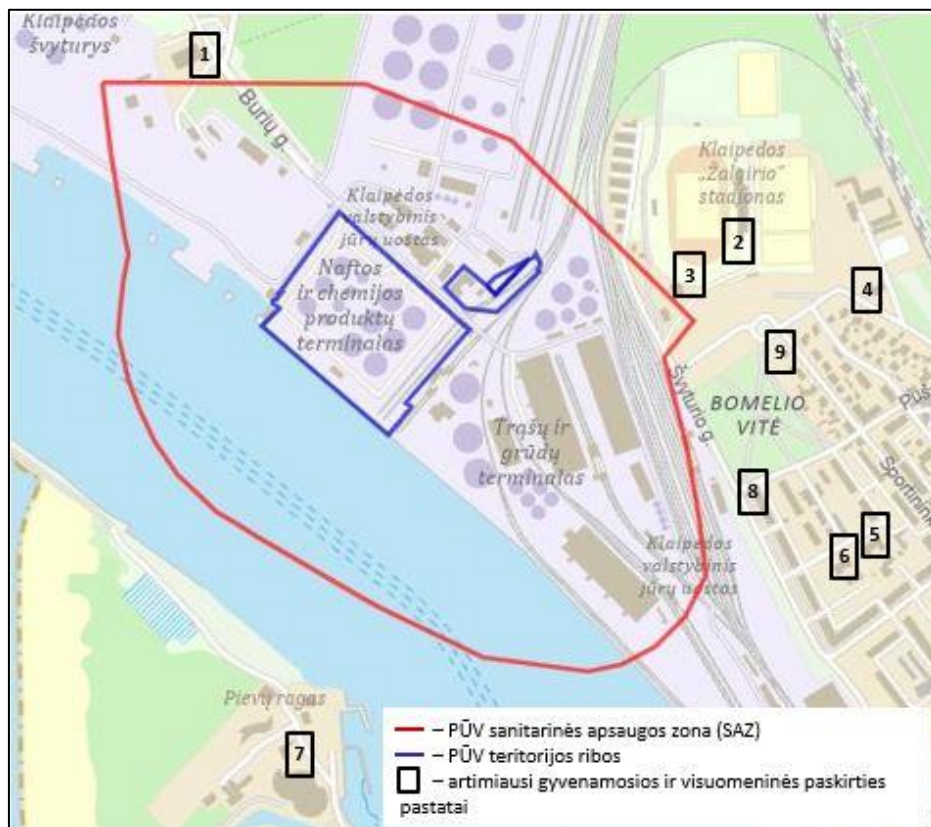 Klaipėdos
švyturys"
1
Burių g.
Klaipėdos
„Žalgirio"
stadionas
2
3
4
Klaipėdos
valstybinis
jūrų uostas
Naftos
ir chemijos
produktų
terminalas
9
Švyturio g.
BOMELIO
VITĖ
Puš
Trąšų ir
grūdų
terminalas
8
Sportinink
5
6
Klaipėdos
valstybinis
jūrų uostas
Pievų ragas
7
– PŪV sanitarinės apsaugos zona (SAZ)
– PŪV teritorijos ribos
– artimiausi gyvenamosios ir visuomeninės paskirties
pastatai